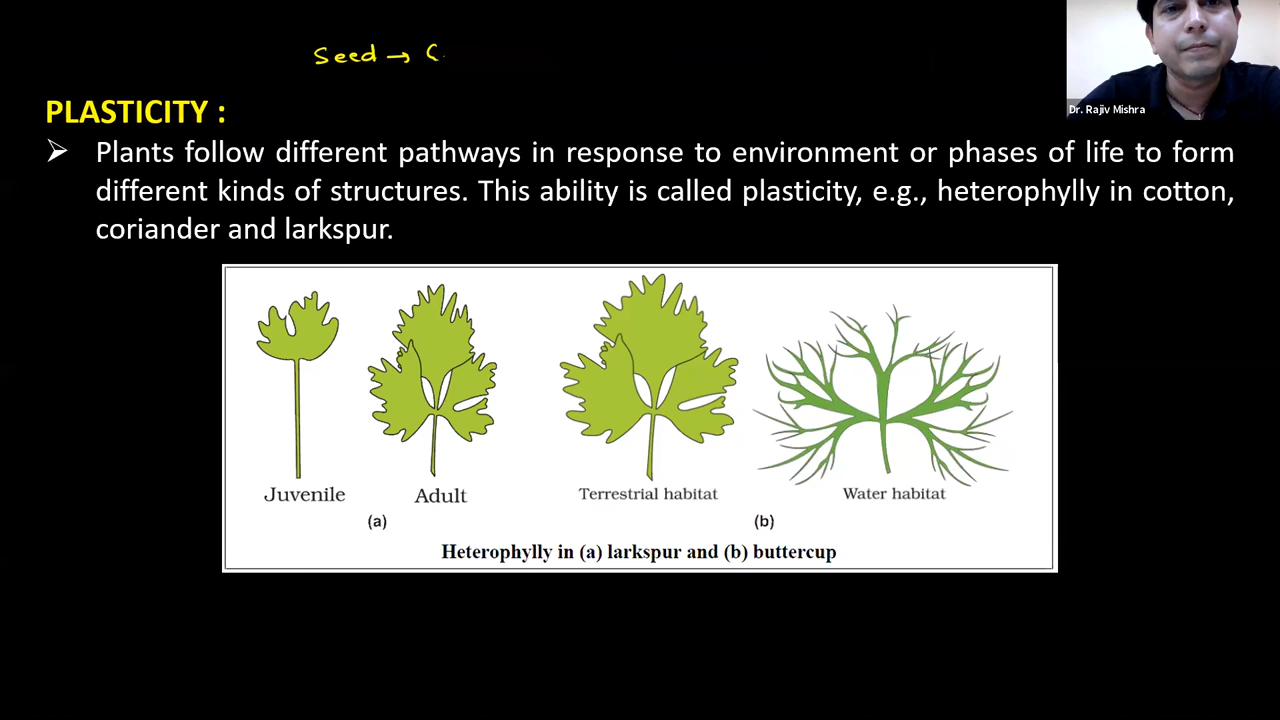 Seed → G
Dr. Rajiv Mishra
PLASTICITY :
➢ Plants follow different pathways in response to environment or phases of life to form
different kinds of structures. This ability is called plasticity, e.g., heterophylly in cotton,
coriander and larkspur.
Juvenile Adult Terrestrial habitat Water habitat
(a) (b)
Heterophylly in (a) larkspur and (b) buttercup